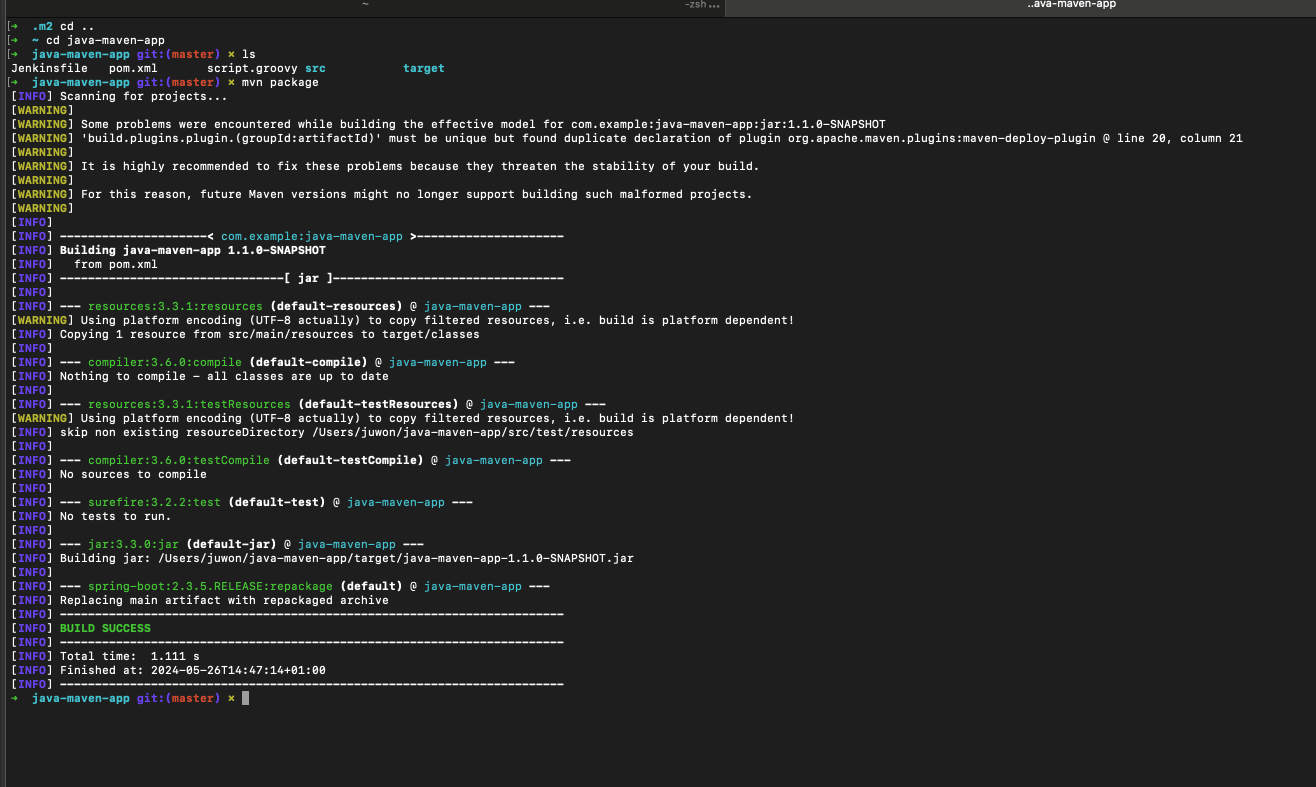 ~ -zsh ... ..ava-maven-app
[➜ .m2 cd ..
[➜ ~ cd java-maven-app
[➜ java-maven-app git:(master) × ls
Jenkinsfile pom.xml script.groovy src target
[➜ java-maven-app git:(master) × mvn package
[INFO] Scanning for projects...
[WARNING]
[WARNING] Some problems were encountered while building the effective model for com.example:java-maven-app:jar:1.1.0-SNAPSHOT
[WARNING] 'build.plugins.plugin.(groupId:artifactId)' must be unique but found duplicate declaration of plugin org.apache.maven.plugins:maven-deploy-plugin @ line 20, column 21
[WARNING]
[WARNING] It is highly recommended to fix these problems because they threaten the stability of your build.
[WARNING]
[WARNING] For this reason, future Maven versions might no longer support building such malformed projects.
[WARNING]
[INFO]
[INFO] ---------------------< com.example:java-maven-app >---------------------
[INFO] Building java-maven-app 1.1.0-SNAPSHOT
[INFO]   from pom.xml
[INFO] --------------------------------[ jar ]---------------------------------
[INFO]
[INFO] --- resources:3.3.1:resources (default-resources) @ java-maven-app ---
[WARNING] Using platform encoding (UTF-8 actually) to copy filtered resources, i.e. build is platform dependent!
[INFO] Copying 1 resource from src/main/resources to target/classes
[INFO]
[INFO] --- compiler:3.6.0:compile (default-compile) @ java-maven-app ---
[INFO] Nothing to compile - all classes are up to date
[INFO]
[INFO] --- resources:3.3.1:testResources (default-testResources) @ java-maven-app ---
[WARNING] Using platform encoding (UTF-8 actually) to copy filtered resources, i.e. build is platform dependent!
[INFO] skip non existing resourceDirectory /Users/juwon/java-maven-app/src/test/resources
[INFO]
[INFO] --- compiler:3.6.0:testCompile (default-testCompile) @ java-maven-app ---
[INFO] No sources to compile
[INFO]
[INFO] --- surefire:3.2.2:test (default-test) @ java-maven-app ---
[INFO] No tests to run.
[INFO]
[INFO] --- jar:3.3.0:jar (default-jar) @ java-maven-app ---
[INFO] Building jar: /Users/juwon/java-maven-app/target/java-maven-app-1.1.0-SNAPSHOT.jar
[INFO]
[INFO] --- spring-boot:2.3.5.RELEASE:repackage (default) @ java-maven-app ---
[INFO] Replacing main artifact with repackaged archive
[INFO] ------------------------------------------------------------------------
[INFO] BUILD SUCCESS
[INFO] ------------------------------------------------------------------------
[INFO] Total time:  1.111 s
[INFO] Finished at: 2024-05-26T14:47:14+01:00
[INFO] ------------------------------------------------------------------------
➜ java-maven-app git:(master) ×